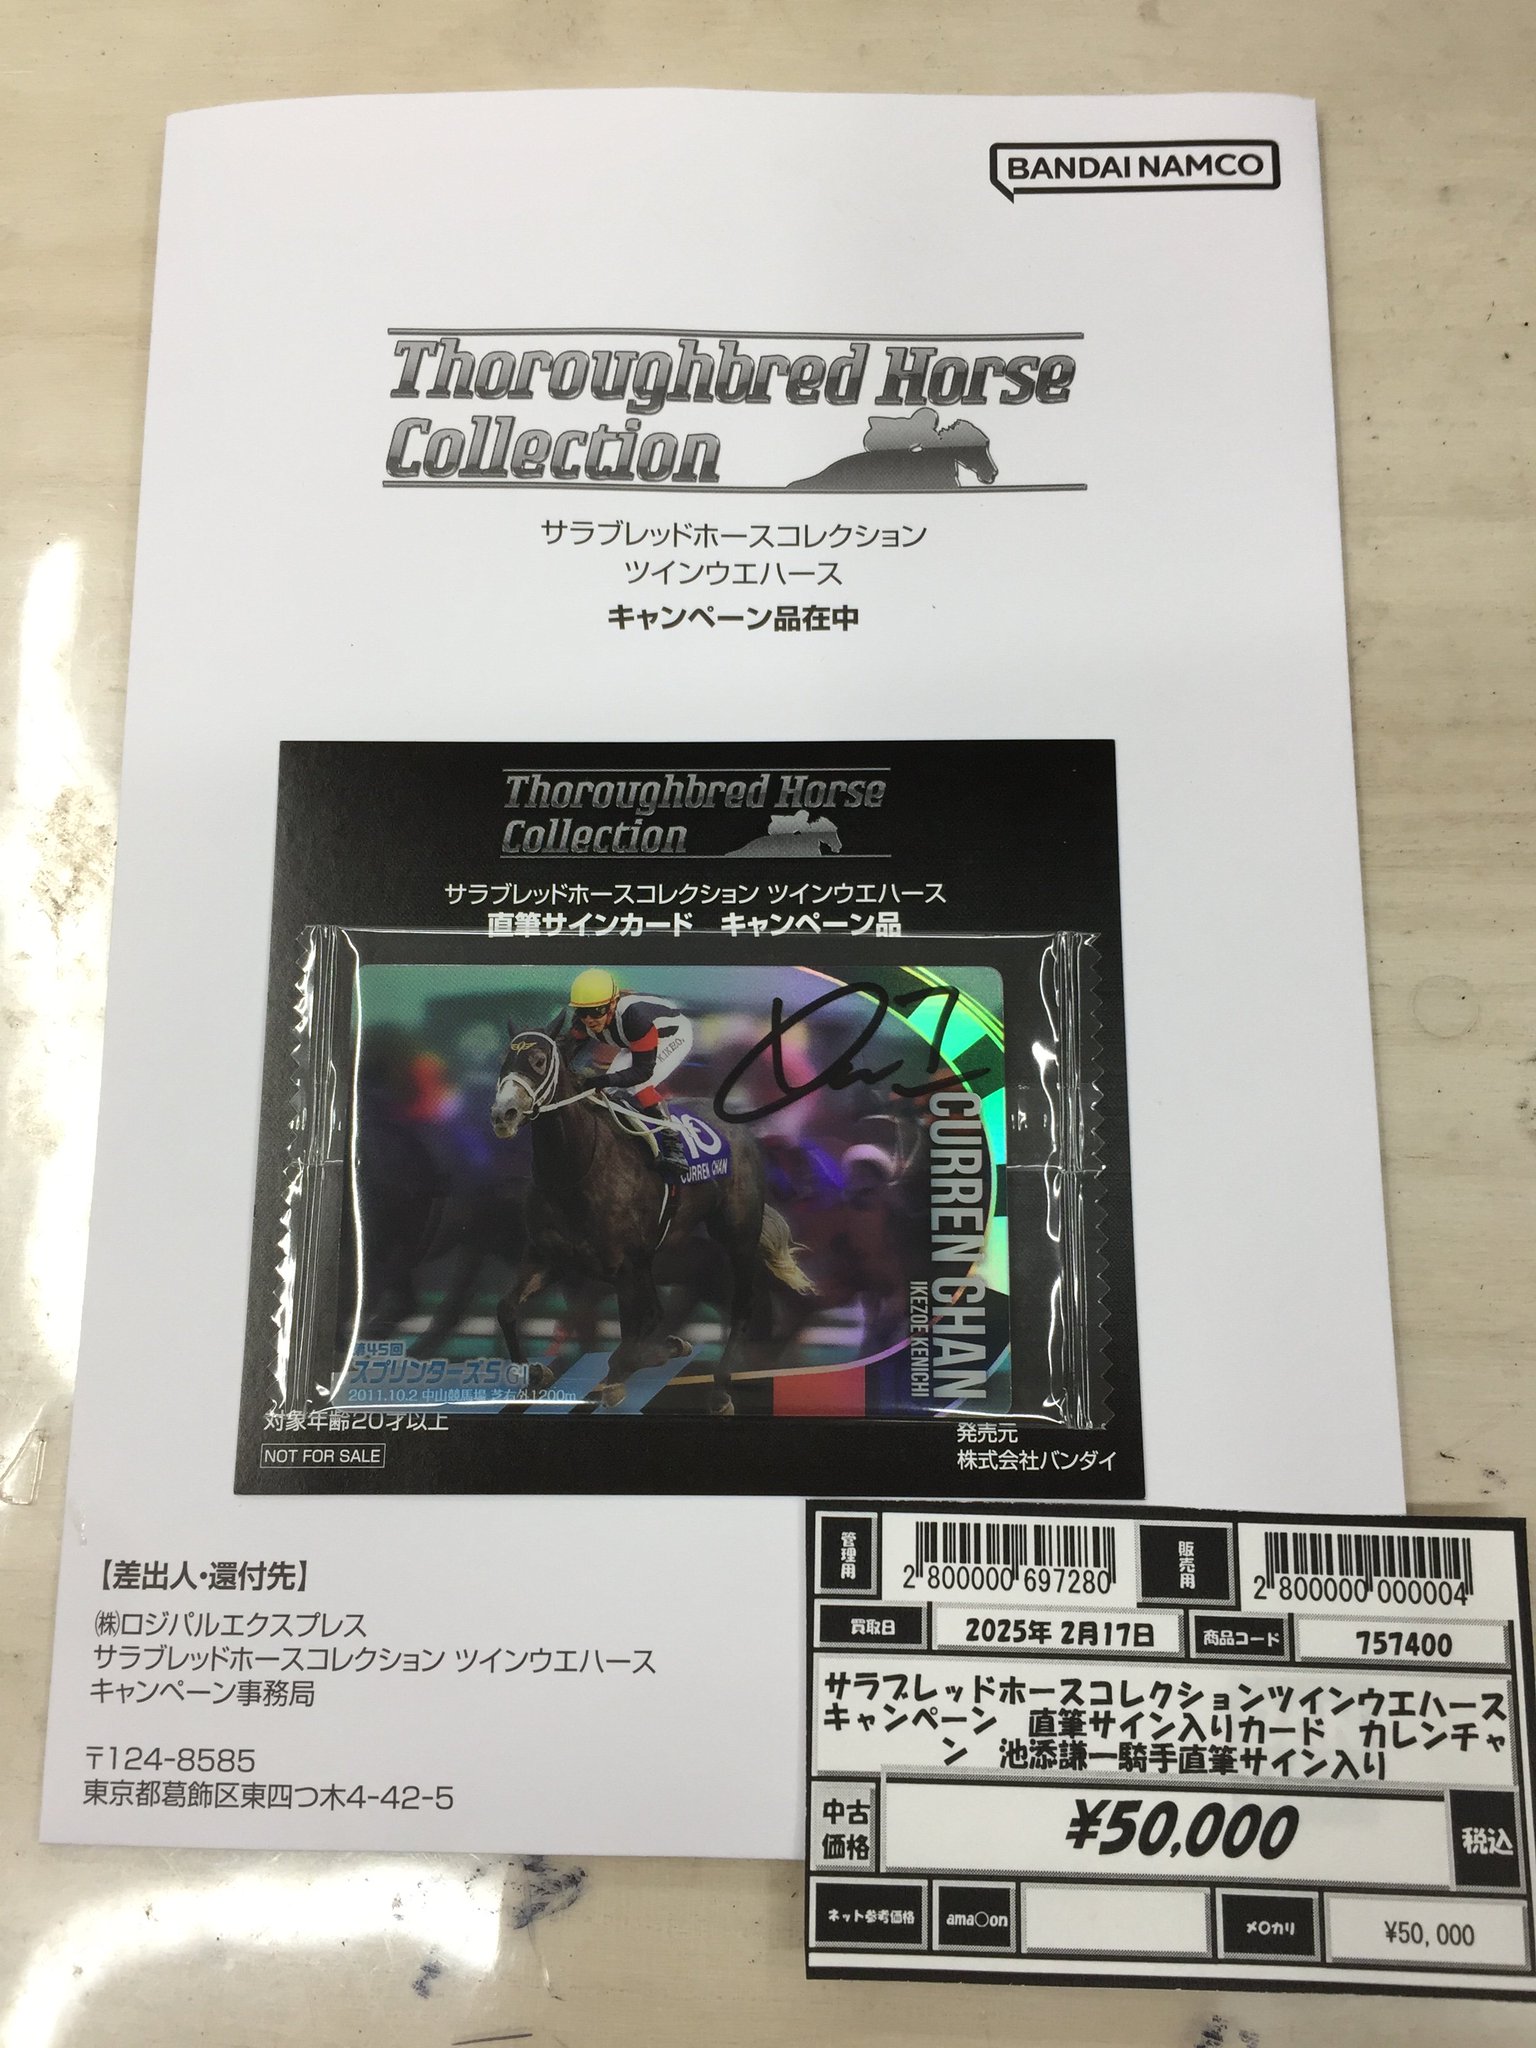 BANDAI NAMCO
Thoroughbred Horse
Collection
サラブレッドホースコレクション
ツインウエハース
キャンペーン品在中
Thoroughbred Horse
Collection
サラブレッドホースコレクション ツインウエハース
直筆サインカード キャンペーン品
KIKEO.
10
CURREN CHAN
CURREN CHAN
IKEZOE KENICHI
第45回
スプリンターズS GI
2011.10.2 中山競馬場 芝右外1200m
対象年齢20才以上
NOT FOR SALE
発売元
株式会社バンダイ
【差出人・還付先】
㈱ロジパルエクスプレス
サラブレッドホースコレクション ツインウエハース
キャンペーン事務局
〒124-8585
東京都葛飾区東四つ木4-42-5
管理用
2 800000 697280
販売用
2 800000 000004
買取日
2025年 2月17日
商品コード
757400
サラブレッドホースコレクションツインウエハース
キャンペーン 直筆サイン入りカード カレンチャ
ン 池添謙一騎手直筆サイン入り
中古
価格
¥50,000
税込
ネット参考価格
ama○on
メ○カリ
¥50,000